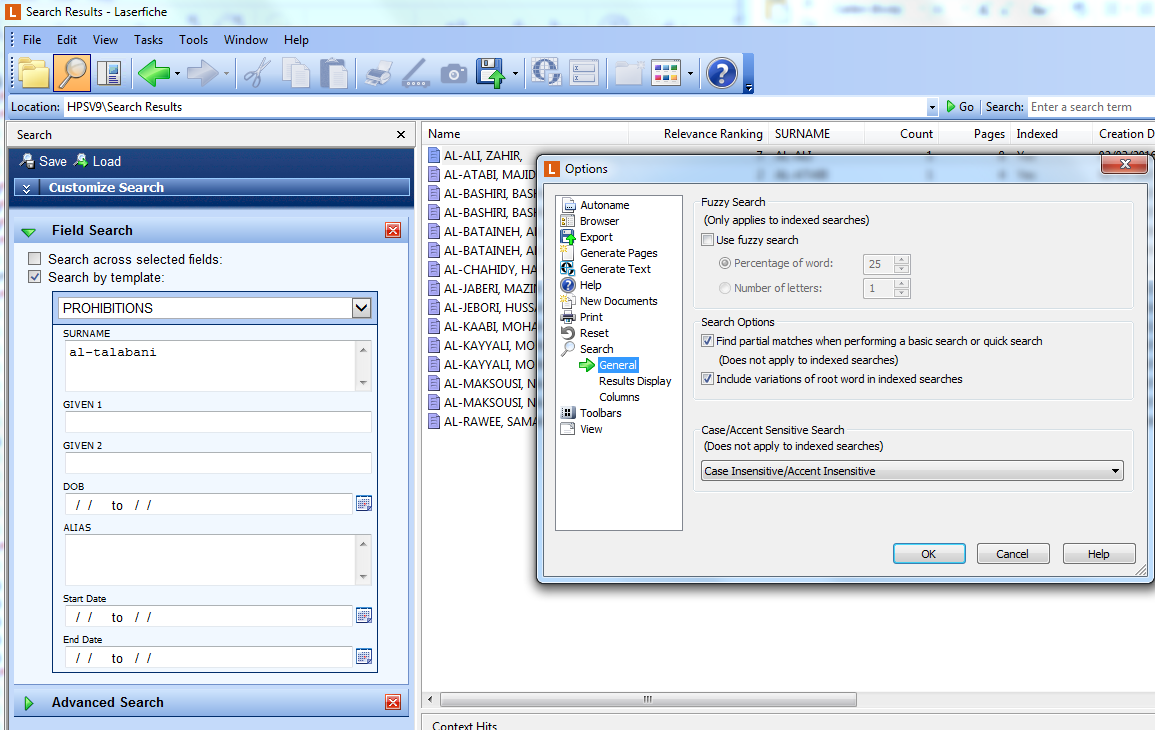 Search Results - Laserfiche
File Edit View Tasks Tools Window Help
Location: HPSV9\Search Results Go Search: Enter a search term
Search
Save Load
Customize Search
Field Search
Search across selected fields:
Search by template:
PROHIBITIONS
SURNAME
al-talabani
GIVEN 1
GIVEN 2
DOB
/ / to / /
ALIAS
Start Date
/ / to / /
End Date
/ / to / /
Advanced Search
Name Relevance Ranking SURNAME Count Pages Indexed Creation D
AL-ALI, ZAHIR,
AL-ATABI, MAJID
AL-BASHIRI, BASH
AL-BASHIRI, BASH
AL-BATAINEH, A
AL-BATAINEH, A
AL-CHAHIDY, HA
AL-JABERI, MAZI
AL-JEBORI, HUSSA
AL-KAABI, MOHA
AL-KAYYALI, MO
AL-KAYYALI, MO
AL-MAKSOUSI, N
AL-MAKSOUSI, N
AL-RAWEE, SAMA
Context Hits
Options
Autoname
Browser
Export
Generate Pages
Generate Text
Help
New Documents
Print
Reset
Search
General
Results Display
Columns
Toolbars
View
Fuzzy Search
(Only applies to indexed searches)
Use fuzzy search
Percentage of word: 25
Number of letters: 1
Search Options
Find partial matches when performing a basic search or quick search
(Does not apply to indexed searches)
Include variations of root word in indexed searches
Case/Accent Sensitive Search
(Does not apply to indexed searches)
Case Insensitive/Accent Insensitive
OK Cancel Help